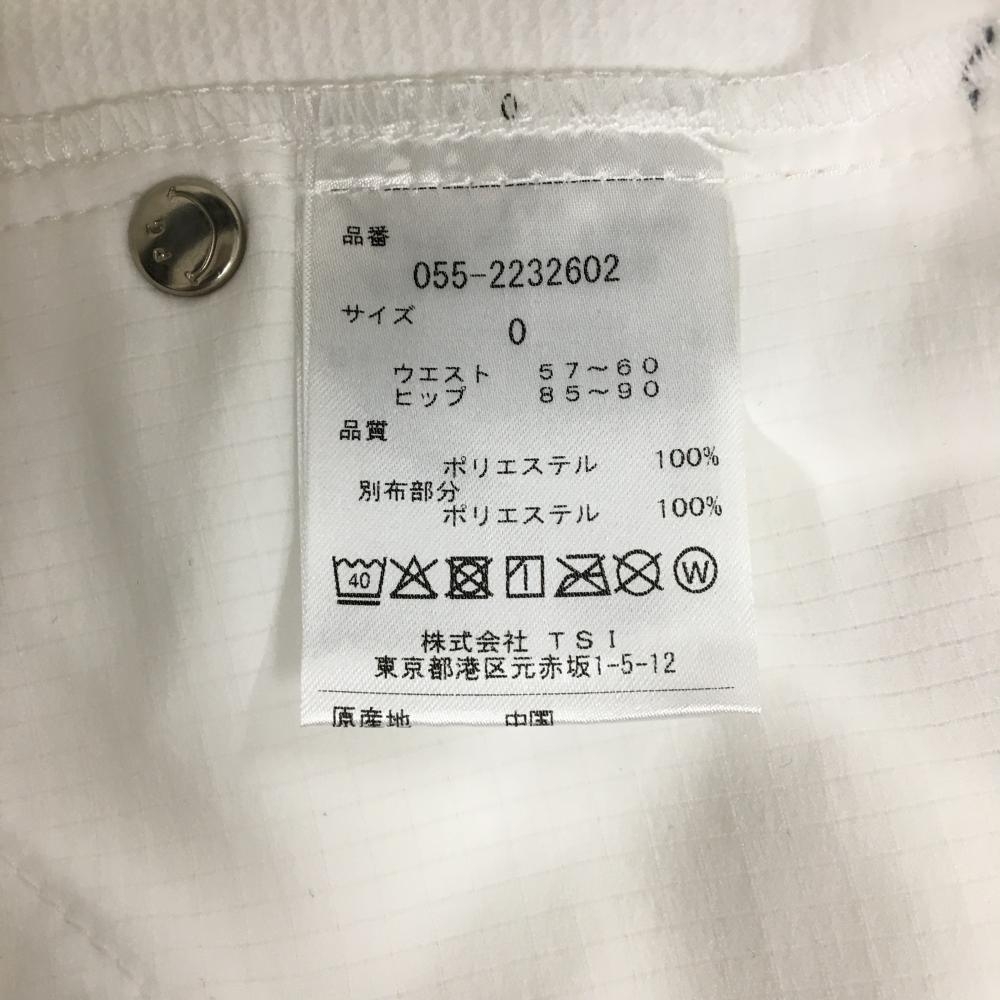 0
品番
055-2232602
サイズ
0
ウエスト 57～60
ヒップ 85～90
品質
ポリエステル 100%
別布部分
ポリエステル 100%
40 W
株式会社 TSI
東京都港区元赤坂1-5-12
原産地 中国